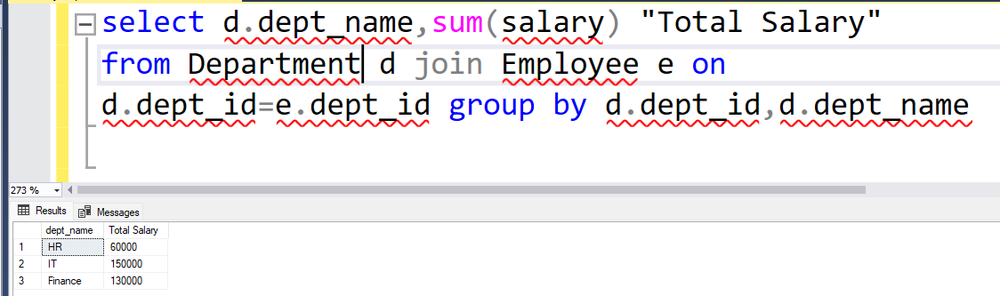 select d.dept_name,sum(salary) "Total Salary"
from Department d join Employee e on
d.dept_id=e.dept_id group by d.dept_id,d.dept_name
273 %
Results Messages
dept_name Total Salary
1 HR 60000
2 IT 150000
3 Finance 130000